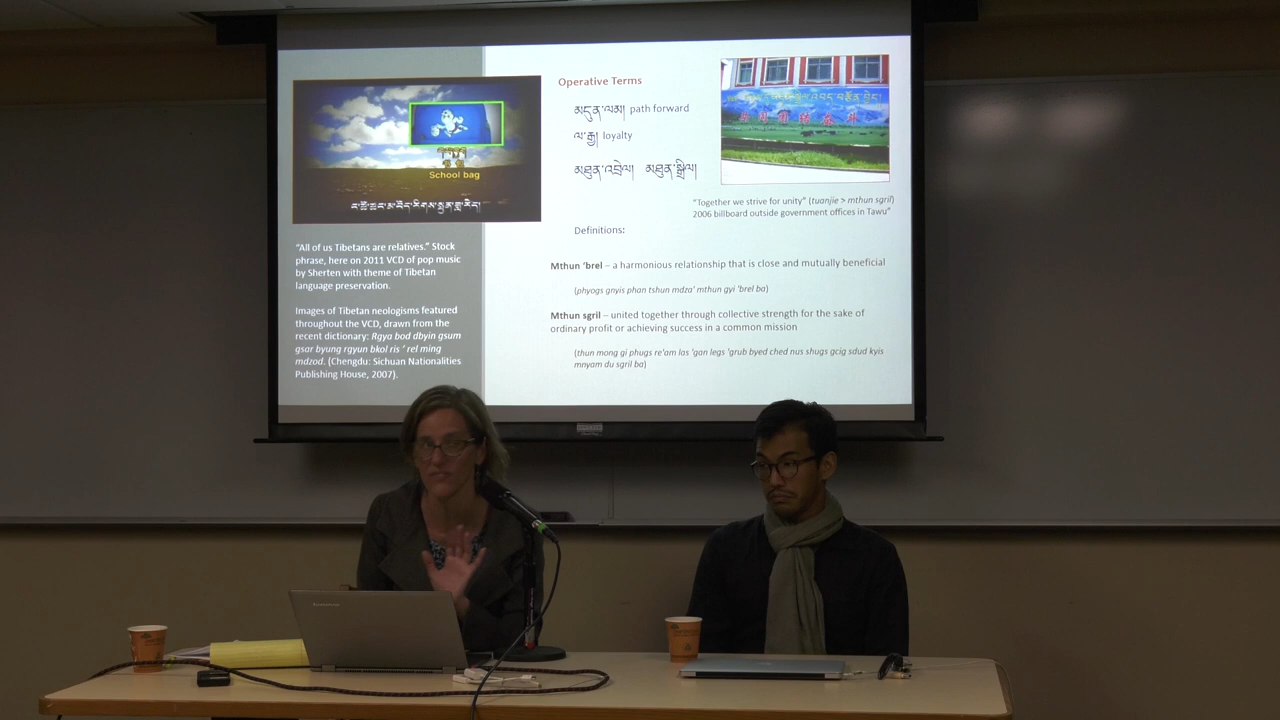 School bag
"All of us Tibetans are relatives." Stock
phrase, here on 2011 VCD of pop music
by Sherten with theme of Tibetan
language preservation.
Images of Tibetan neologisms featured
throughout the VCD, drawn from the
recent dictionary: Rgya bod dbyin gsum
gsar byung rgyun bkol ris ' rel ming
mdzod. (Chengdu: Sichuan Nationalities
Publishing House, 2007).
Operative Terms
མདུན་ལམ། path forward
ལ་རྒྱ། loyalty
མཐུན་འབྲེལ། མཐུན་སྒྲིལ།
"Together we strive for unity" (tuanjie > mthun sgril)
2006 billboard outside government offices in Tawu"
Definitions:
Mthun 'brel – a harmonious relationship that is close and mutually beneficial
(phyogs gnyis phan tshun mdza' mthun gyi 'brel ba)
Mthun sgril – united together through collective strength for the sake of
ordinary profit or achieving success in a common mission
(thun mong gi phugs re'am las 'gan legs 'grub byed ched nus shugs gcig sdud kyis
mnyam du sgril ba)